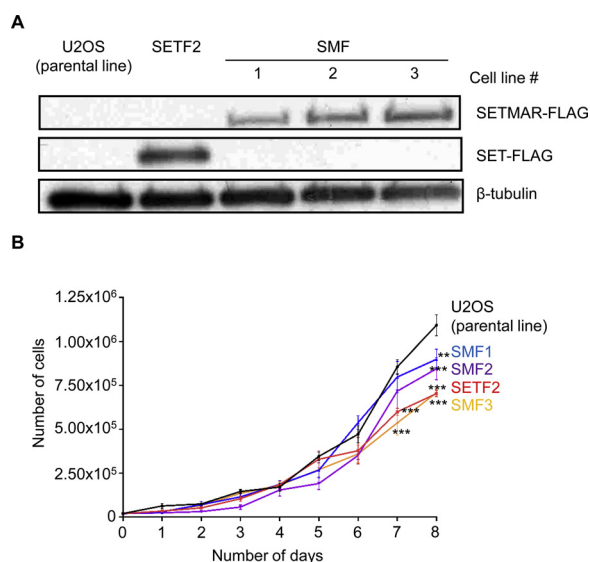 A
U2OS
(parental line)
SETF2
SMF
1 2 3
Cell line #
SETMAR-FLAG
SET-FLAG
β-tubulin
B
Number of cells
1.25x10⁶
1.00x10⁶
7.50x10⁵
5.00x10⁵
2.50x10⁵
0
0 1 2 3 4 5 6 7 8
Number of days
U2OS
(parental line)
SMF1
**
SMF2
***
SETF2
***
SMF3
***
***
***